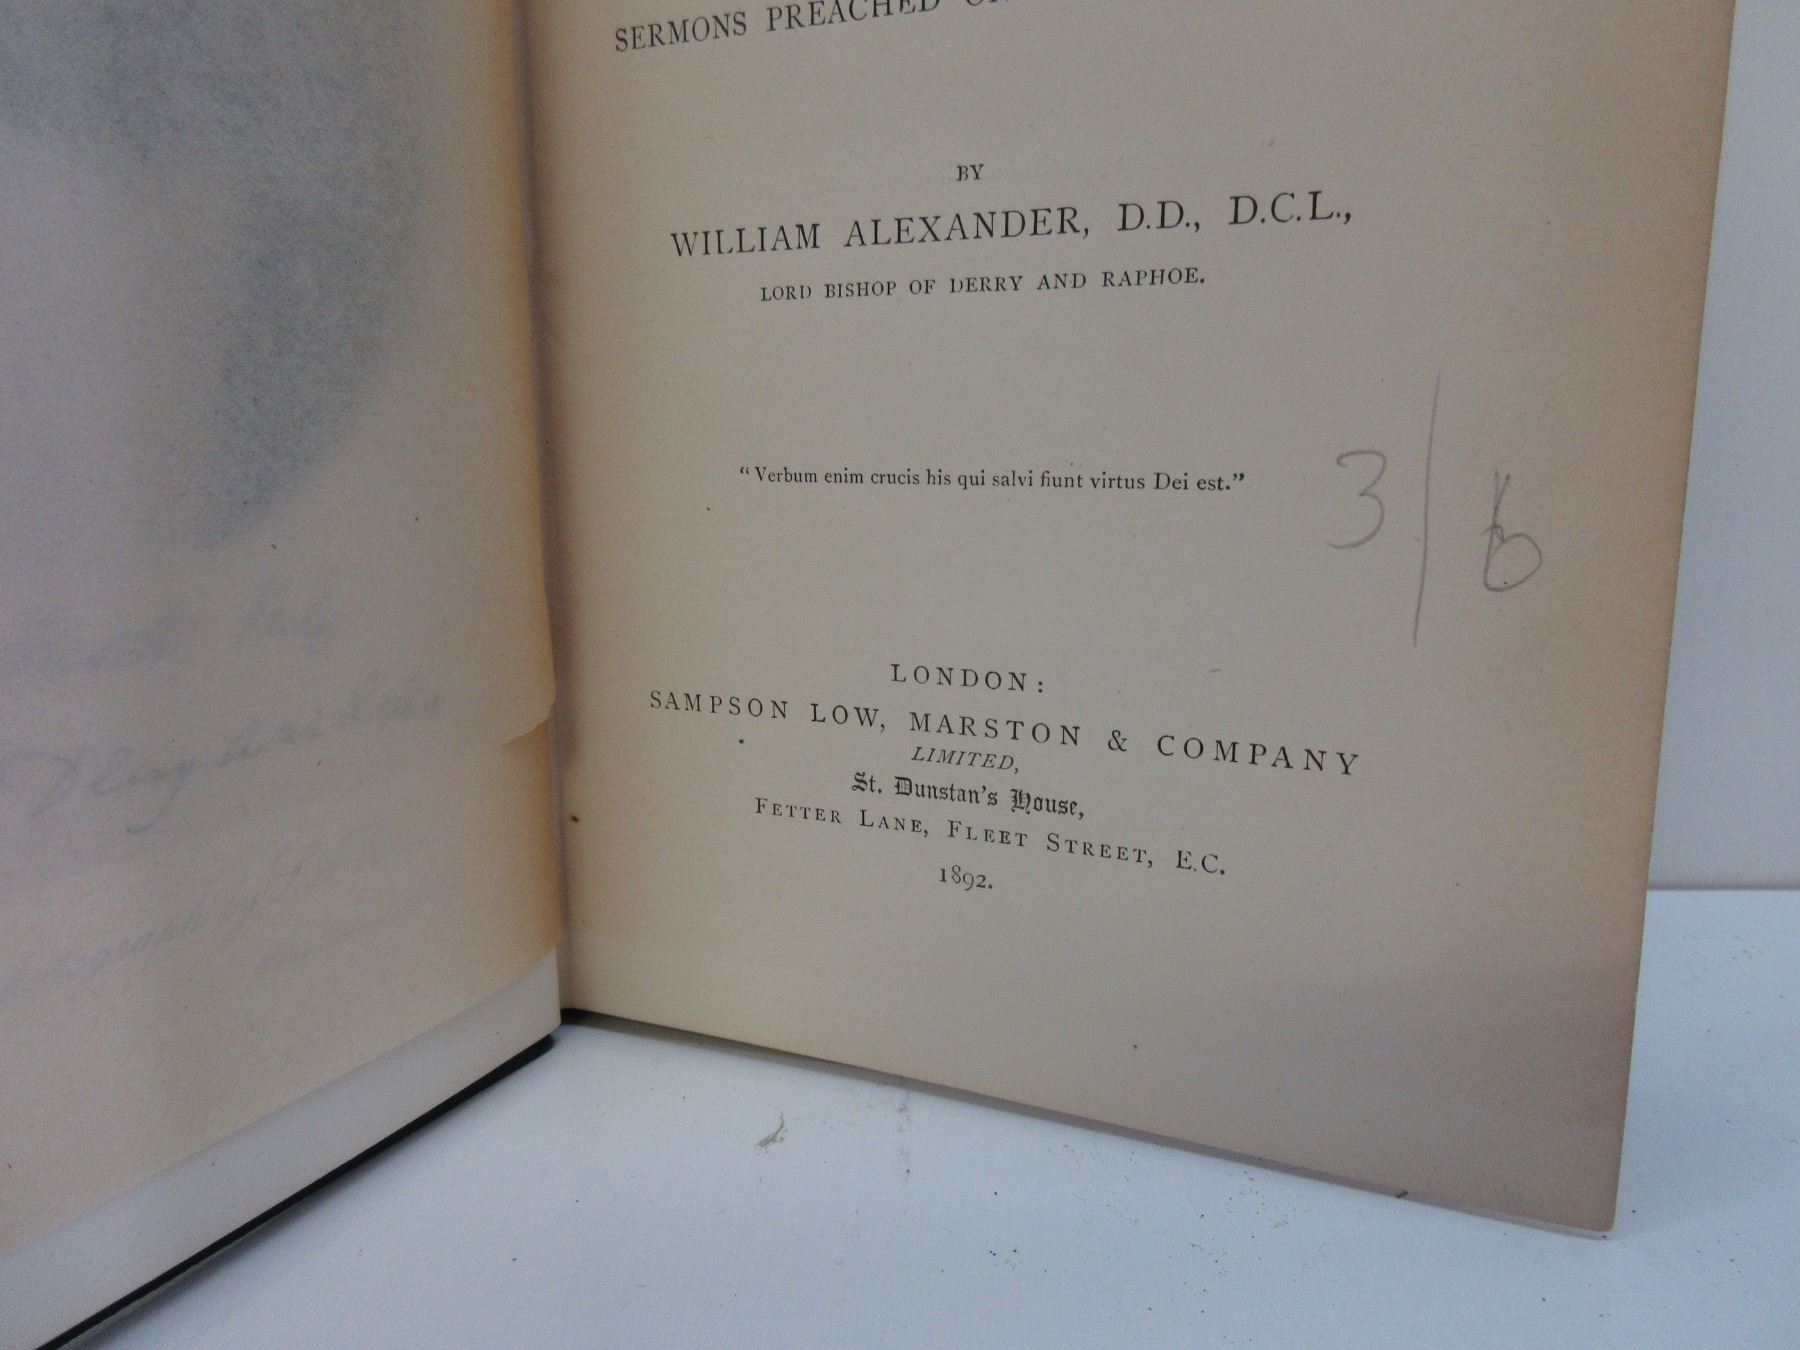 SERMONS PREACHED
BY
WILLIAM ALEXANDER, D.D., D.C.L.,
LORD BISHOP OF DERRY AND RAPHOE.
“Verbum enim crucis his qui salvi fiunt virtus Dei est.”
3/6
LONDON:
SAMPSON LOW, MARSTON & COMPANY
LIMITED,
St. Dunstan's House,
FETTER LANE, FLEET STREET, E.C.
1892.